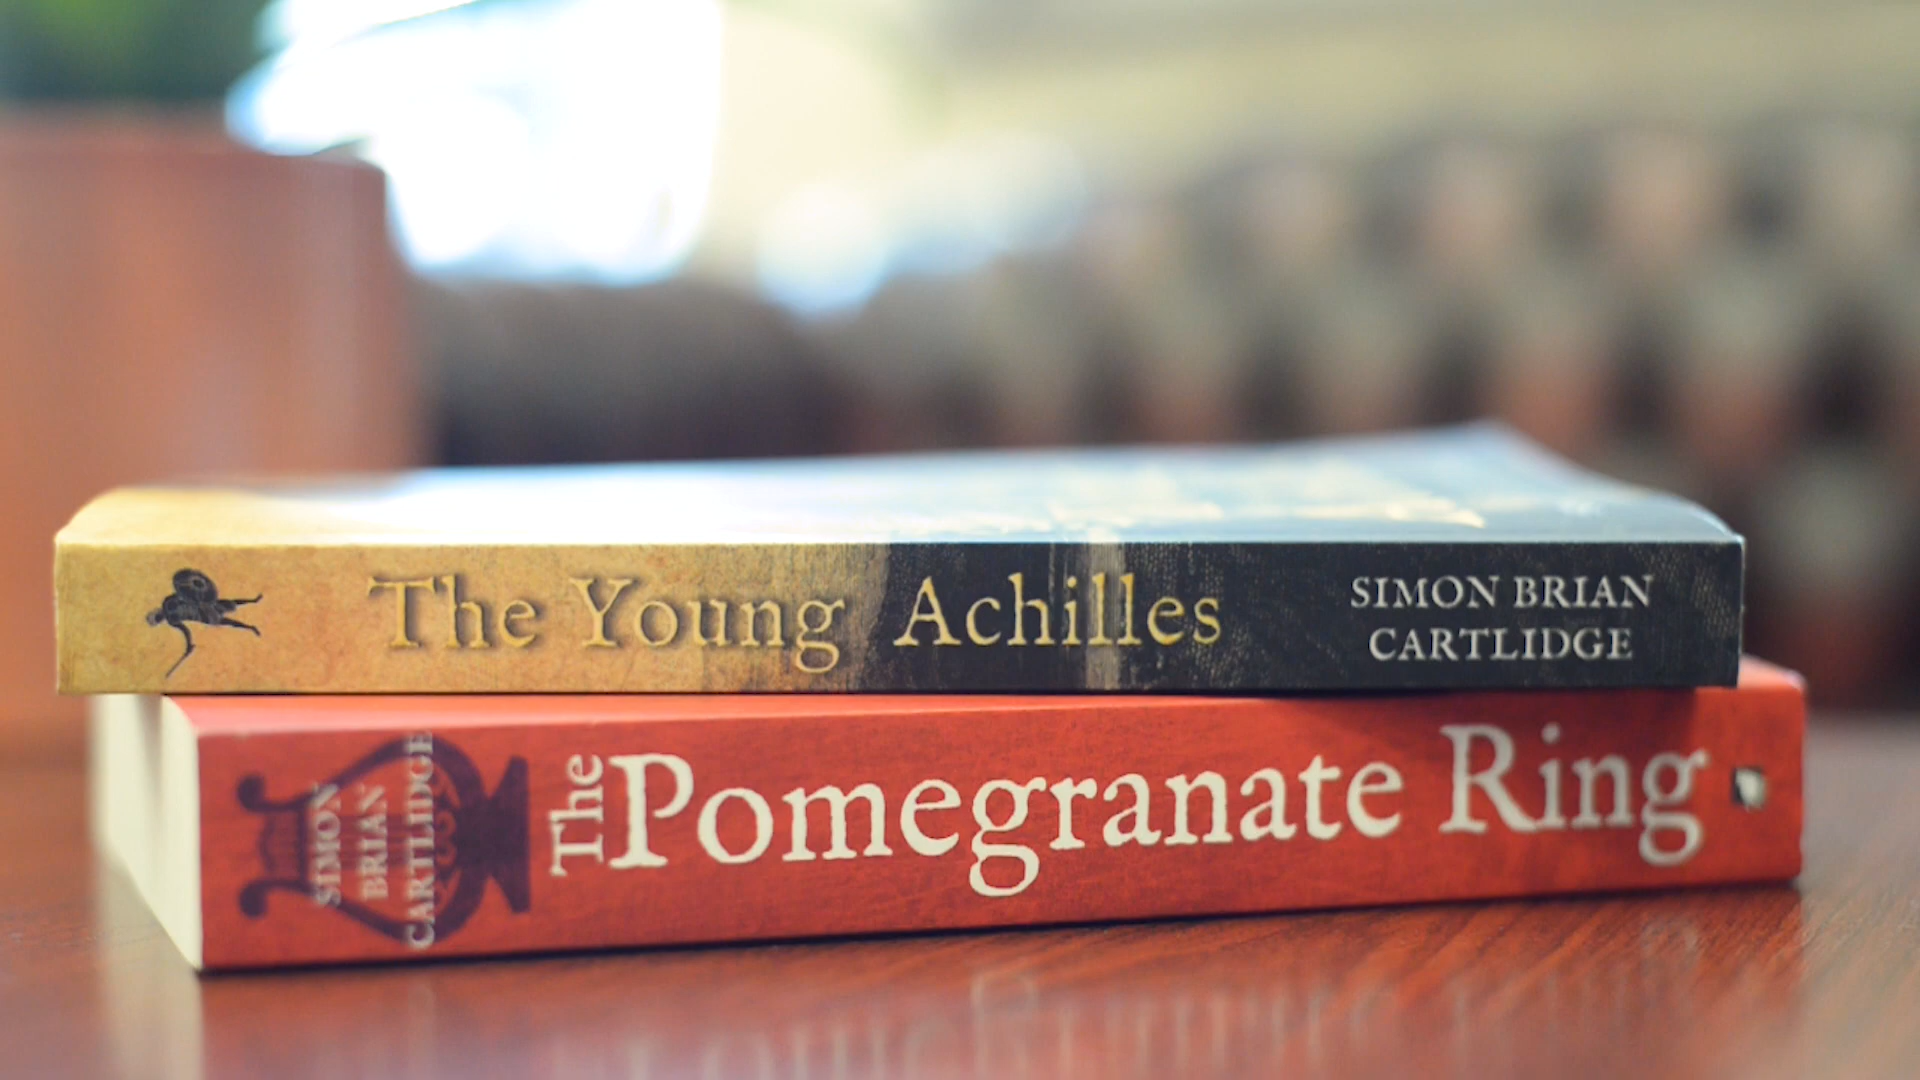 The Young Achilles
SIMON BRIAN
CARTLIDGE
SIMON
BRIAN
CARTLIDGE
The Pomegranate Ring